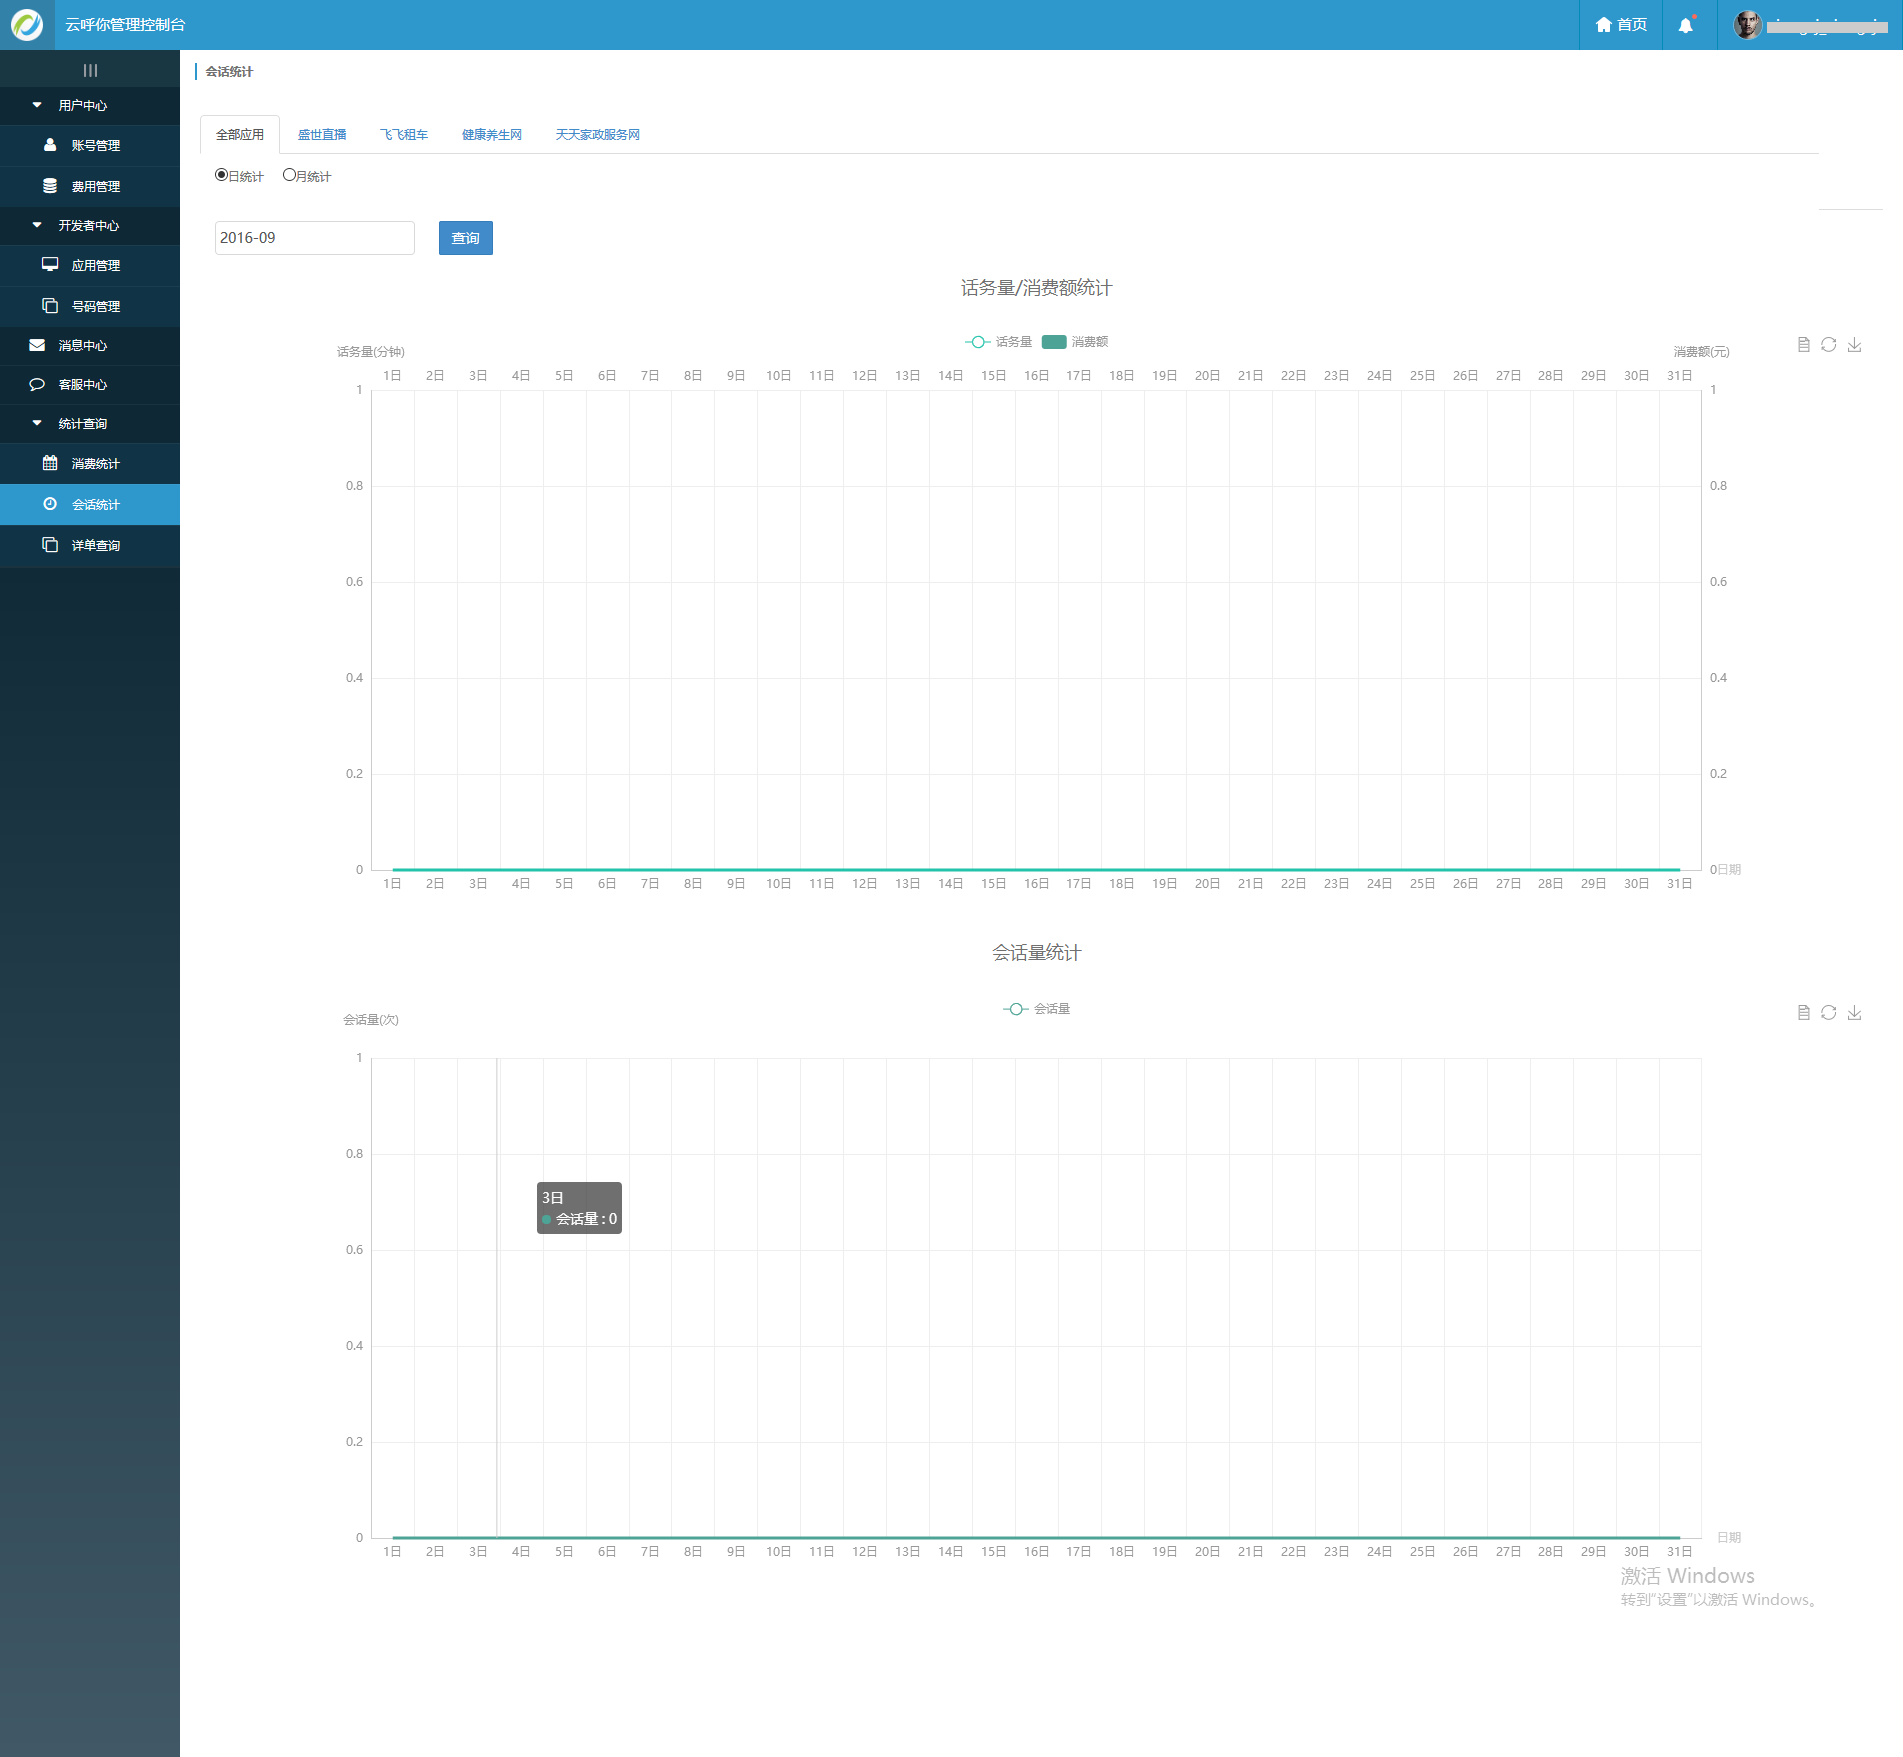 云呼你管理控制台
首页
用户中心
账号管理
费用管理
开发者中心
应用管理
号码管理
消息中心
客服中心
统计查询
消费统计
会话统计
详单查询
会话统计
全部应用 盛世直播 飞飞租车 健康养生网 天天家政服务网
日统计 月统计
2016-09 查询
话务量/消费额统计
话务量 消费额
话务量(分钟) 消费额(元)
1日 2日 3日 4日 5日 6日 7日 8日 9日 10日 11日 12日 13日 14日 15日 16日 17日 18日 19日 20日 21日 22日 23日 24日 25日 26日 27日 28日 29日 30日 31日
1 1
0.8 0.8
0.6 0.6
0.4 0.4
0.2 0.2
0 0日期
1日 2日 3日 4日 5日 6日 7日 8日 9日 10日 11日 12日 13日 14日 15日 16日 17日 18日 19日 20日 21日 22日 23日 24日 25日 26日 27日 28日 29日 30日 31日
会话量统计
会话量
会话量(次)
1
0.8
3日
会话量 : 0
0.6
0.4
0.2
0 日期
1日 2日 3日 4日 5日 6日 7日 8日 9日 10日 11日 12日 13日 14日 15日 16日 17日 18日 19日 20日 21日 22日 23日 24日 25日 26日 27日 28日 29日 30日 31日
激活 Windows
转到"设置"以激活 Windows。